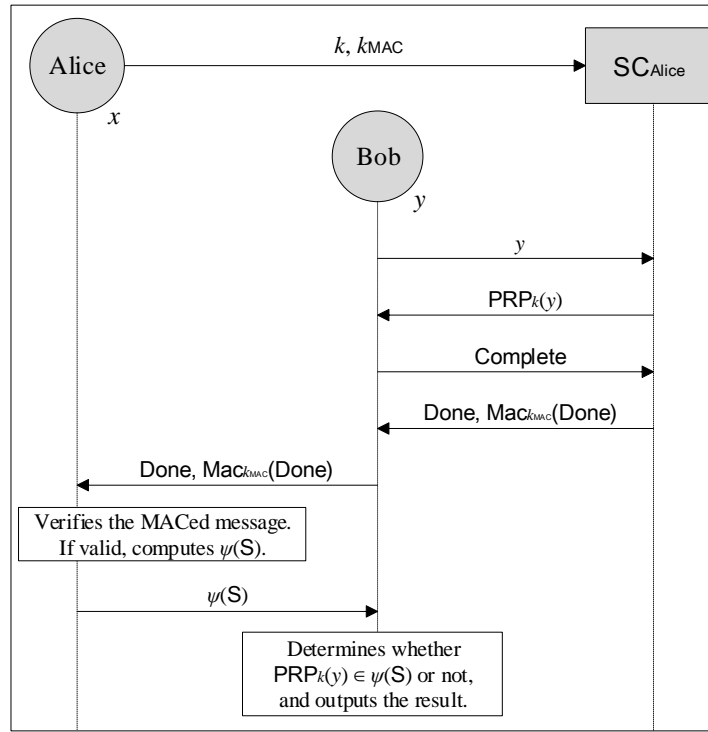 Alice
k, kMAC
SCAlice
x
Bob
y
y
PRPk(y)
Complete
Done, MackMAC(Done)
Done, MackMAC(Done)
Verifies the MACed message.
If valid, computes ψ(S).
ψ(S)
Determines whether
PRPk(y) ∈ ψ(S) or not,
and outputs the result.